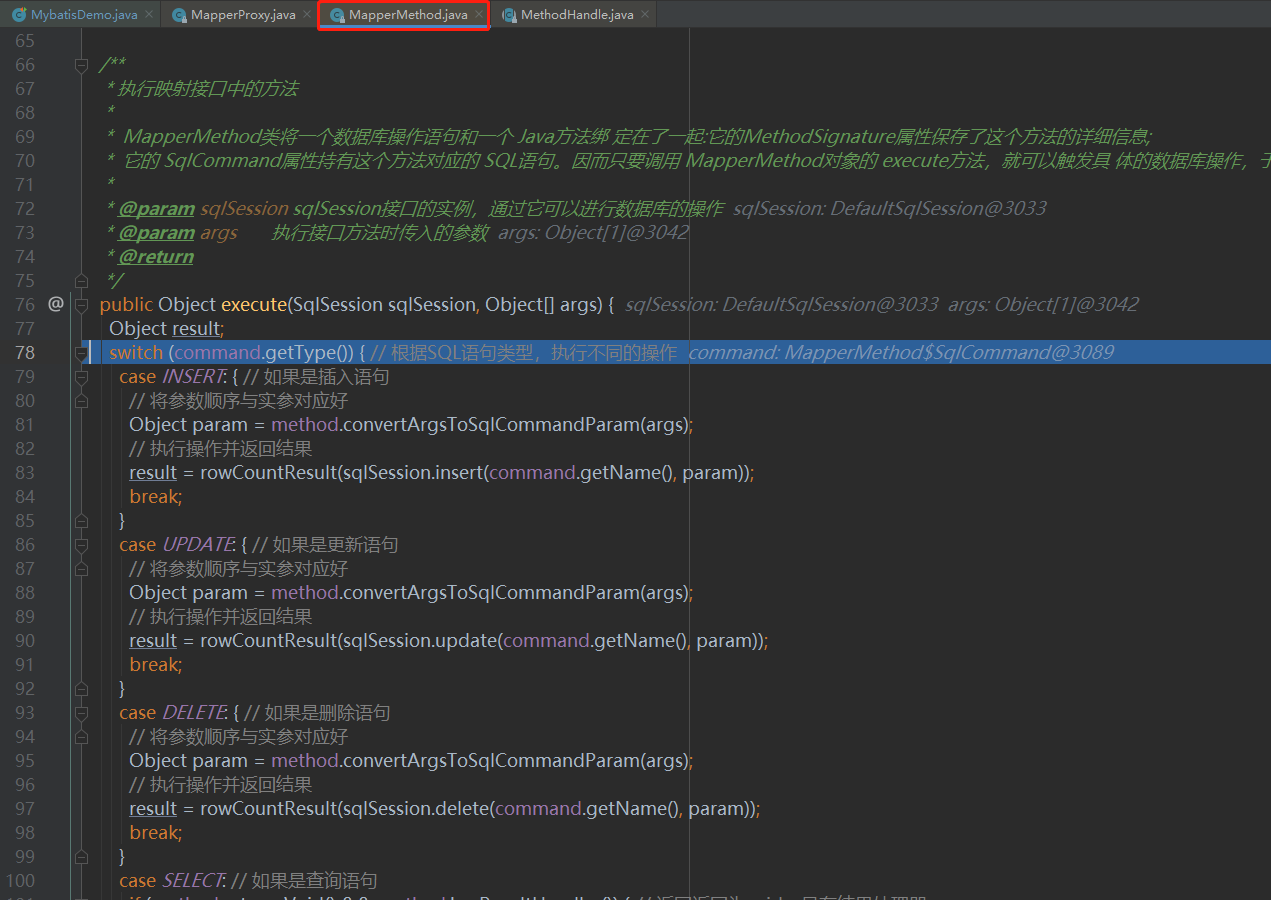 MybatisDemo.java MapperProxy.java MapperMethod.java MethodHandle.java
65
66 /**
67 * 执行映射接口中的方法
68 *
69 * MapperMethod类将一个数据库操作语句和一个 Java方法绑 定在了一起:它的MethodSignature属性保存了这个方法的详细信息;
70 * 它的 SqlCommand属性持有这个方法对应的 SQL语句。因而只要调用 MapperMethod对象的 execute方法，就可以触发具 体的数据库操作，
71 *
72 * @param sqlSession sqlSession接口的实例，通过它可以进行数据库的操作 sqlSession: DefaultSqlSession@3033
73 * @param args 执行接口方法时传入的参数 args: Object[1]@3042
74 * @return
75 */
76 @ public Object execute(SqlSession sqlSession, Object[] args) { sqlSession: DefaultSqlSession@3033 args: Object[1]@3042
77 Object result;
78 switch (command.getType()) { // 根据SQL语句类型，执行不同的操作 command: MapperMethod$SqlCommand@3089
79 case INSERT: { // 如果是插入语句
80 // 将参数顺序与实参对应好
81 Object param = method.convertArgsToSqlCommandParam(args);
82 // 执行操作并返回结果
83 result = rowCountResult(sqlSession.insert(command.getName(), param));
84 break;
85 }
86 case UPDATE: { // 如果是更新语句
87 // 将参数顺序与实参对应好
88 Object param = method.convertArgsToSqlCommandParam(args);
89 // 执行操作并返回结果
90 result = rowCountResult(sqlSession.update(command.getName(), param));
91 break;
92 }
93 case DELETE: { // 如果是删除语句
94 // 将参数顺序与实参对应好
95 Object param = method.convertArgsToSqlCommandParam(args);
96 // 执行操作并返回结果
97 result = rowCountResult(sqlSession.delete(command.getName(), param));
98 break;
99 }
100 case SELECT: // 如果是查询语句